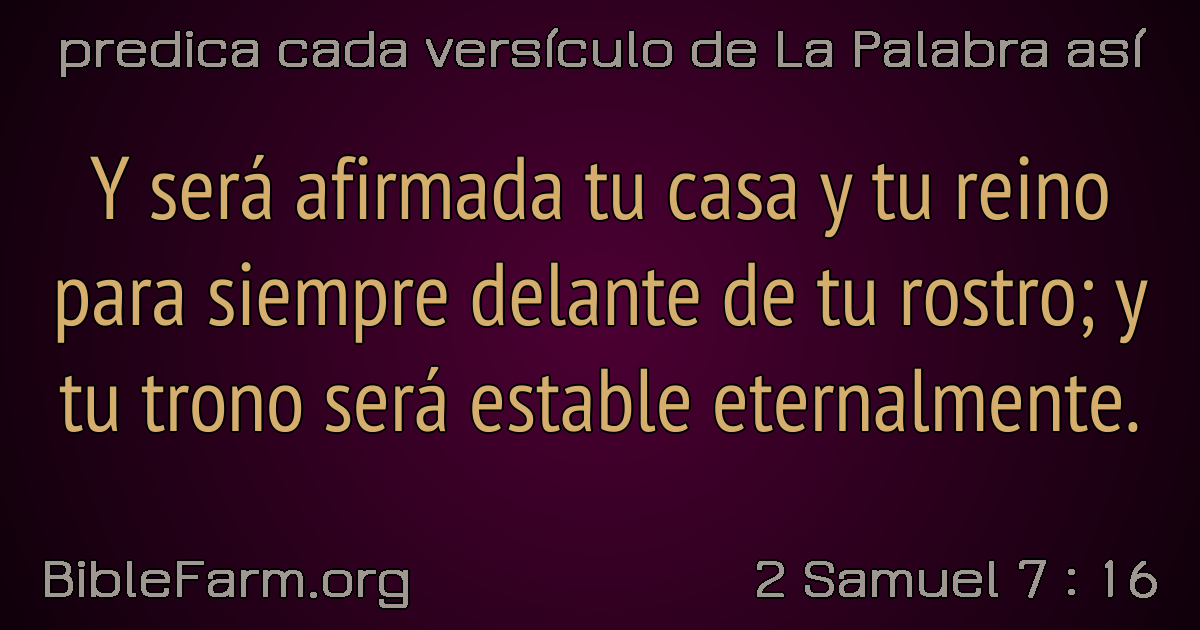 predica cada versículo de La Palabra así
Y será afirmada tu casa y tu reino
para siempre delante de tu rostro; y
tu trono será estable eternalmente.
BibleFarm.org
2 Samuel 7 : 16